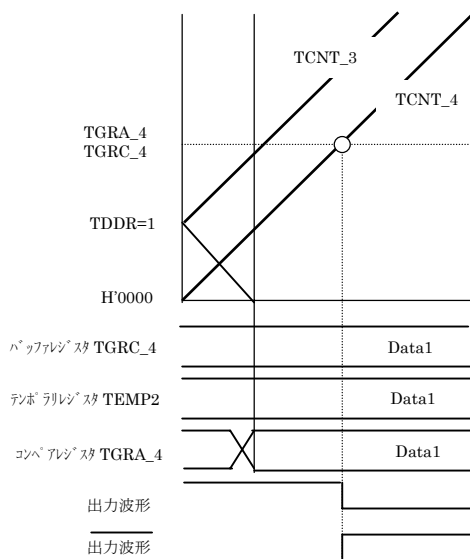 TCNT_3
TCNT_4
TGRA_4
TGRC_4
TDDR=1
H'0000
ﾊﾞｯﾌｧﾚｼﾞｽﾀ TGRC_4
Data1
ﾃﾝﾎﾟﾗﾘﾚｼﾞｽﾀ TEMP2
Data1
ｺﾝﾍﾟｱﾚｼﾞｽﾀ TGRA_4
Data1
出力波形
出力波形